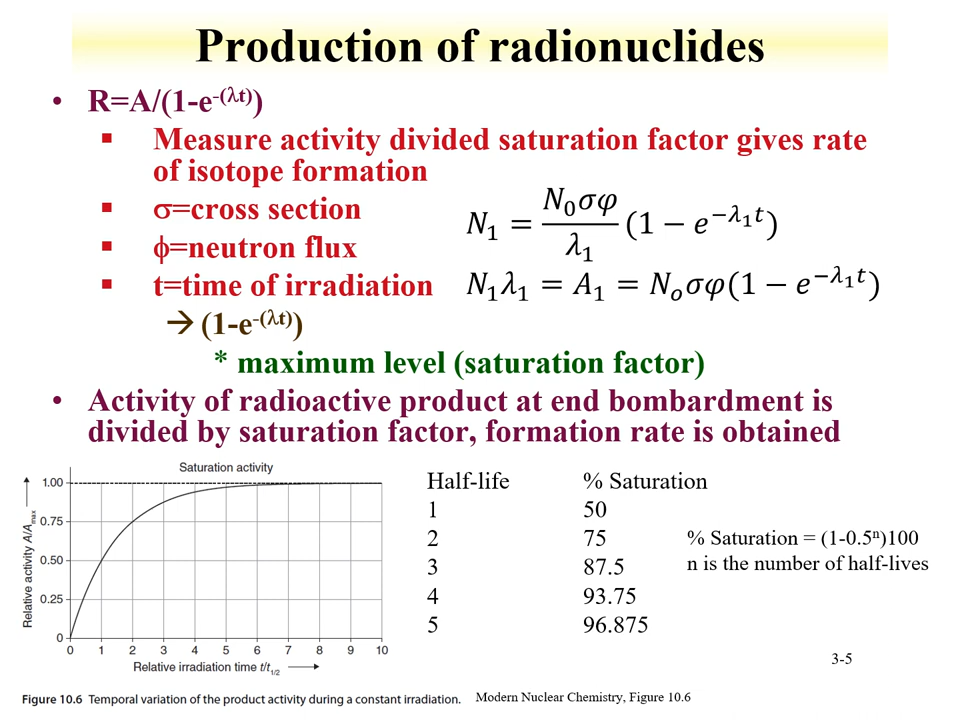 Production of radionuclides
• R=A/(1-e^-(λt))
▪ Measure activity divided saturation factor gives rate
of isotope formation
▪ σ=cross section
▪ ϕ=neutron flux
▪ t=time of irradiation
→ (1-e^-(λt))
* maximum level (saturation factor)
N₁ = N₀σφ/λ₁ (1 − e^−λ₁t)
N₁λ₁ = A₁ = Nₒσφ(1 − e^−λ₁t)
• Activity of radioactive product at end bombardment is
divided by saturation factor, formation rate is obtained
Saturation activity
Relative activity A/Aₘₐₓ
1.00
0.75
0.50
0.25
0
0 1 2 3 4 5 6 7 8 9 10
Relative irradiation time t/t₁/₂
Figure 10.6 Temporal variation of the product activity during a constant irradiation.
Modern Nuclear Chemistry, Figure 10.6
Half-life % Saturation
1 50
2 75
3 87.5
4 93.75
5 96.875
% Saturation = (1-0.5ⁿ)100
n is the number of half-lives
3-5